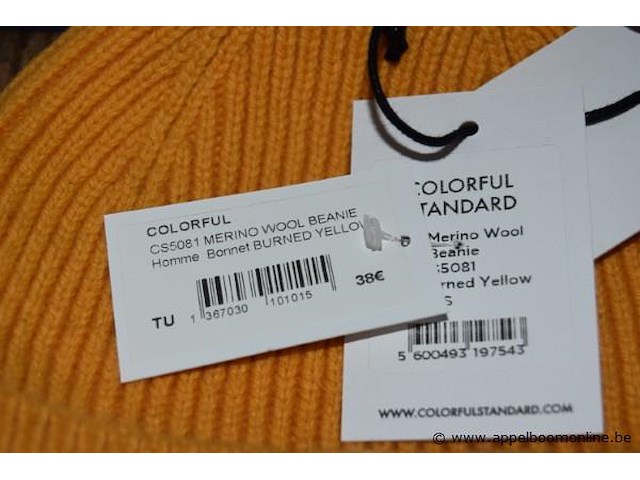 COLORFUL
CS5081 MERINO WOOL BEANIE
Homme Bonnet BURNED YELLOW
TU
1 367030 101015
38€
COLORFUL
STANDARD
Merino Wool
Beanie
5081
rned Yellow
S
5 600493 197543
WWW.COLORFULSTANDARD.COM
© www.appelboomonline.be